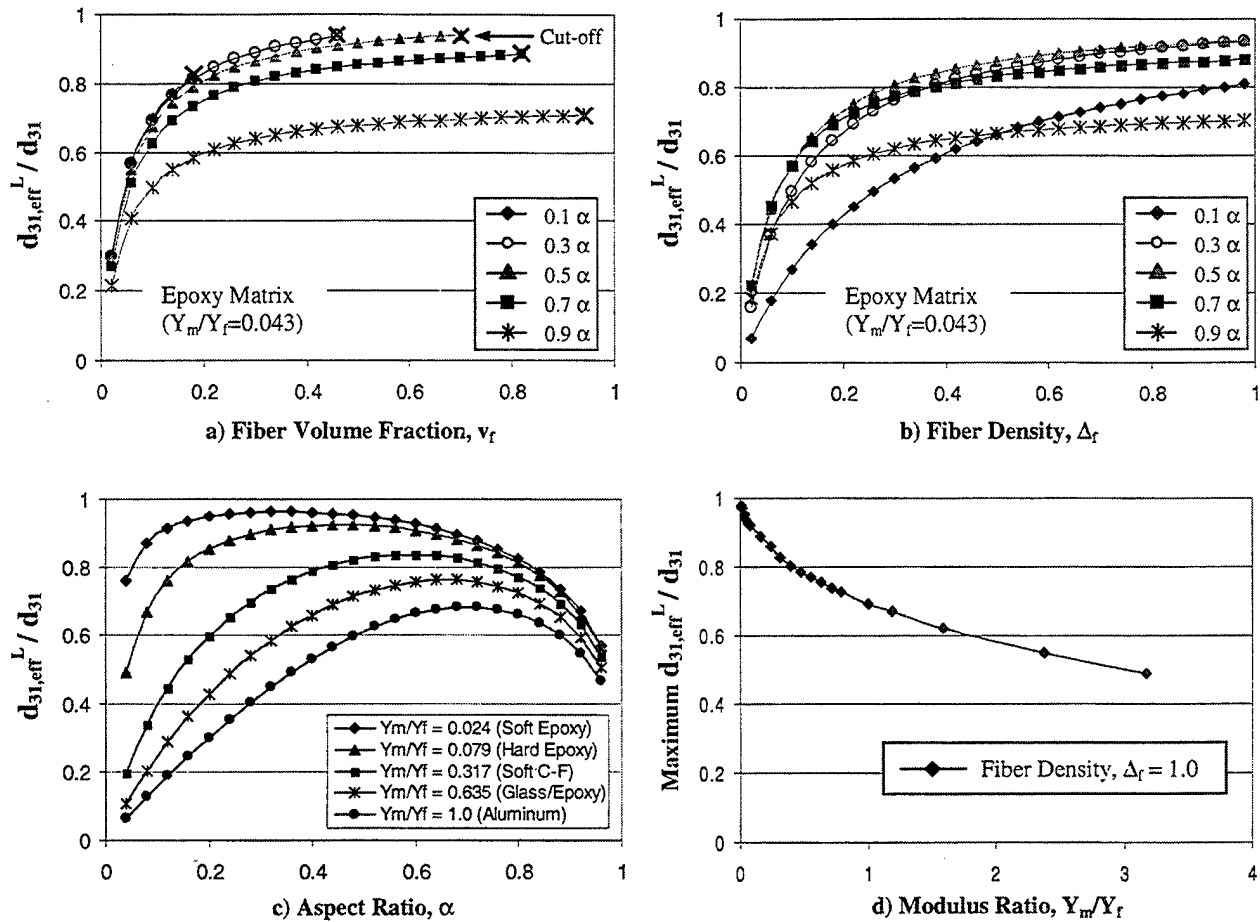 1
0.8
0.6
0.4
0.2
0
0 0.2 0.4 0.6 0.8 1
d31,effL / d31
Cut-off
Epoxy Matrix
(Ym/Yf=0.043)
0.1 α
0.3 α
0.5 α
0.7 α
0.9 α
a) Fiber Volume Fraction, vf
1
0.8
0.6
0.4
0.2
0
0 0.2 0.4 0.6 0.8 1
d31,effL / d31
Epoxy Matrix
(Ym/Yf=0.043)
0.1 α
0.3 α
0.5 α
0.7 α
0.9 α
b) Fiber Density, Δf
1
0.8
0.6
0.4
0.2
0
0 0.2 0.4 0.6 0.8 1
d31,effL / d31
Ym/Yf = 0.024 (Soft Epoxy)
Ym/Yf = 0.079 (Hard Epoxy)
Ym/Yf = 0.317 (Soft C-F)
Ym/Yf = 0.635 (Glass/Epoxy)
Ym/Yf = 1.0 (Aluminum)
c) Aspect Ratio, α
1
0.8
0.6
0.4
0.2
0
0 1 2 3 4
Maximum d31,effL / d31
Fiber Density, Δf = 1.0
d) Modulus Ratio, Ym/Yf